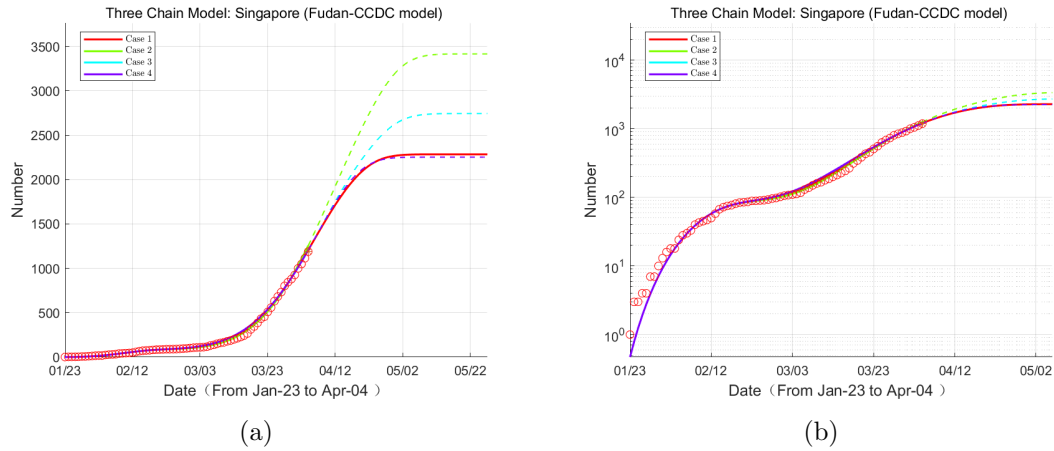 Three Chain Model: Singapore (Fudan-CCDC model)
Case 1
Case 2
Case 3
Case 4
3500
3000
2500
2000
1500
1000
500
0
Number
01/23 02/12 03/03 03/23 04/12 05/02 05/22
Date（From Jan-23 to Apr-04 ）
(a)
Three Chain Model: Singapore (Fudan-CCDC model)
Case 1
Case 2
Case 3
Case 4
10⁴
10³
10²
10¹
10⁰
Number
01/23 02/12 03/03 03/23 04/12 05/02
Date（From Jan-23 to Apr-04 ）
(b)